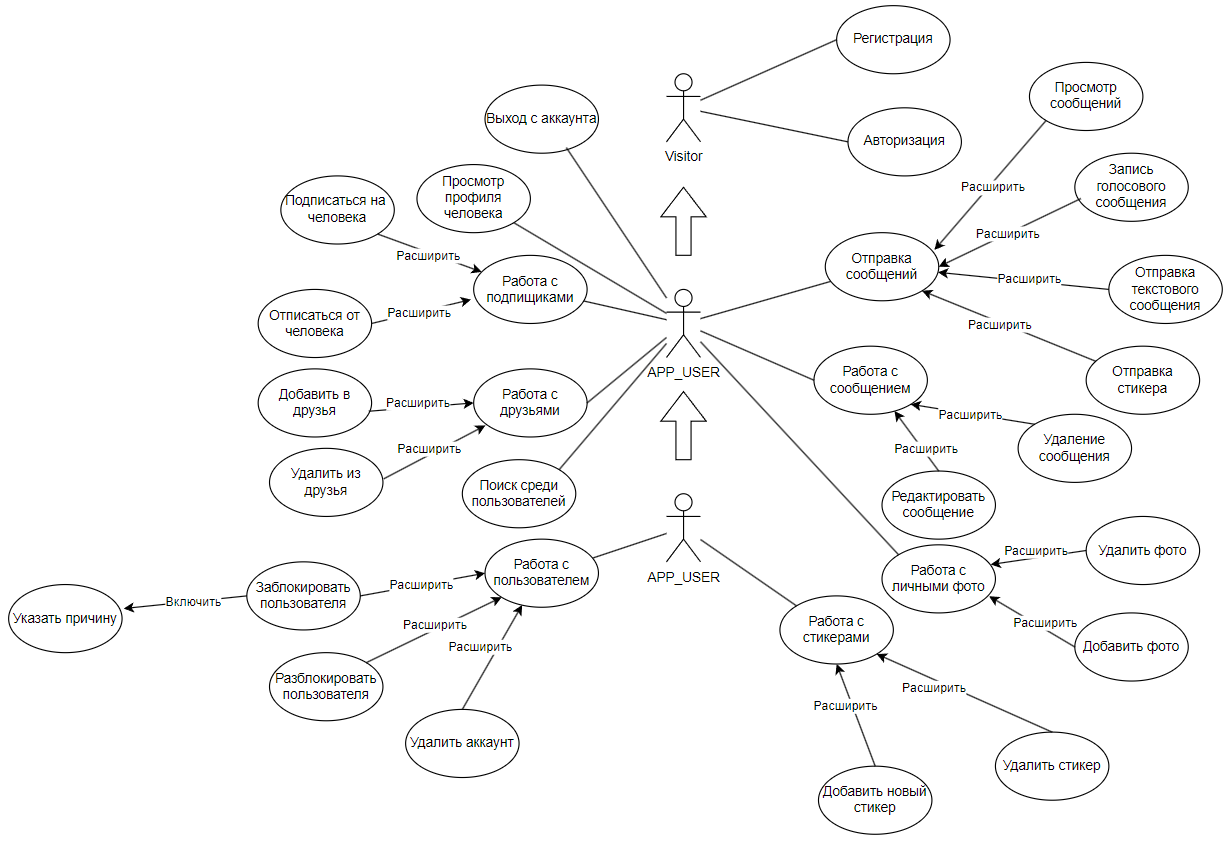 Регистрация
Просмотр
сообщений
Выход с аккаунта
Авторизация
Visitor
Просмотр
профиля
человека
Запись
голосового
сообщения
Расширить
Подписаться на
человека
Расширить
Расширить
Отправка
сообщений
Работа с
подпищиками
Расширить
Отправка
текстового
сообщения
Отписаться от
человека
Расширить
Расширить
APP_USER
Отправка
стикера
Работа с
сообщением
Добавить в
друзья
Расширить
Работа с
друзьями
Расширить
Удаление
сообщения
Расширить
Расширить
Удалить из
друзья
Поиск среди
пользователей
Редактировать
сообщение
Расширить
Удалить фото
Работа с
пользователем
APP_USER
Работа с
личными фото
Заблокировать
пользователя
Расширить
Включить
Указать причину
Расширить
Работа с
стикерами
Расширить
Добавить фото
Расширить
Разблокировать
пользователя
Расширить
Расширить
Удалить аккаунт
Удалить стикер
Добавить новый
стикер